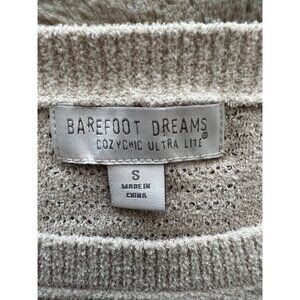 BAREFOOT DREAMS
COZYCHIC ULTRA LITE®
S
MADE IN
CHINA